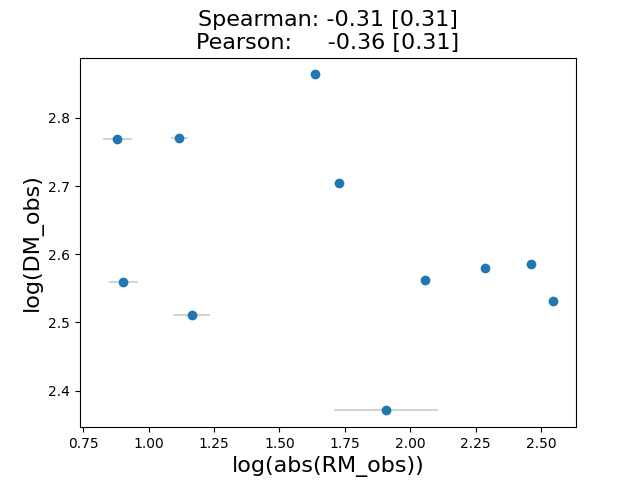 Spearman: -0.31 [0.31]
Pearson: -0.36 [0.31]
log(DM_obs)
2.8
2.7
2.6
2.5
2.4
0.75 1.00 1.25 1.50 1.75 2.00 2.25 2.50
log(abs(RM_obs))